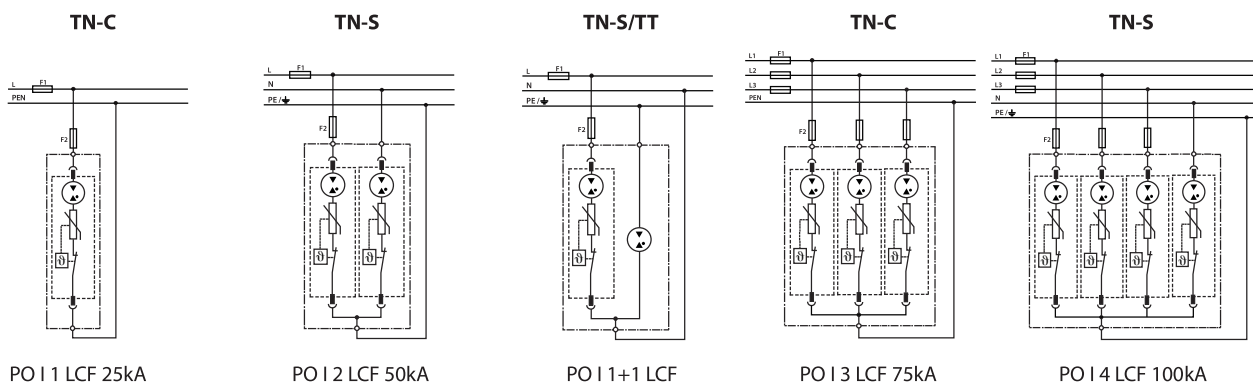 TN-C
TN-S
TN-S/TT
TN-C
TN-S
L
F1
PEN
F2
ϑ
PO I 1 LCF 25kA
L
F1
N
PE/⏚
F2
ϑ
ϑ
PO I 2 LCF 50kA
L
F1
N
PE/⏚
F2
ϑ
PO I 1+1 LCF
L1
F1
L2
L3
PEN
F2
ϑ
ϑ
ϑ
PO I 3 LCF 75kA
L1
F1
L2
L3
N
PE/⏚
F2
ϑ
ϑ
ϑ
ϑ
PO I 4 LCF 100kA